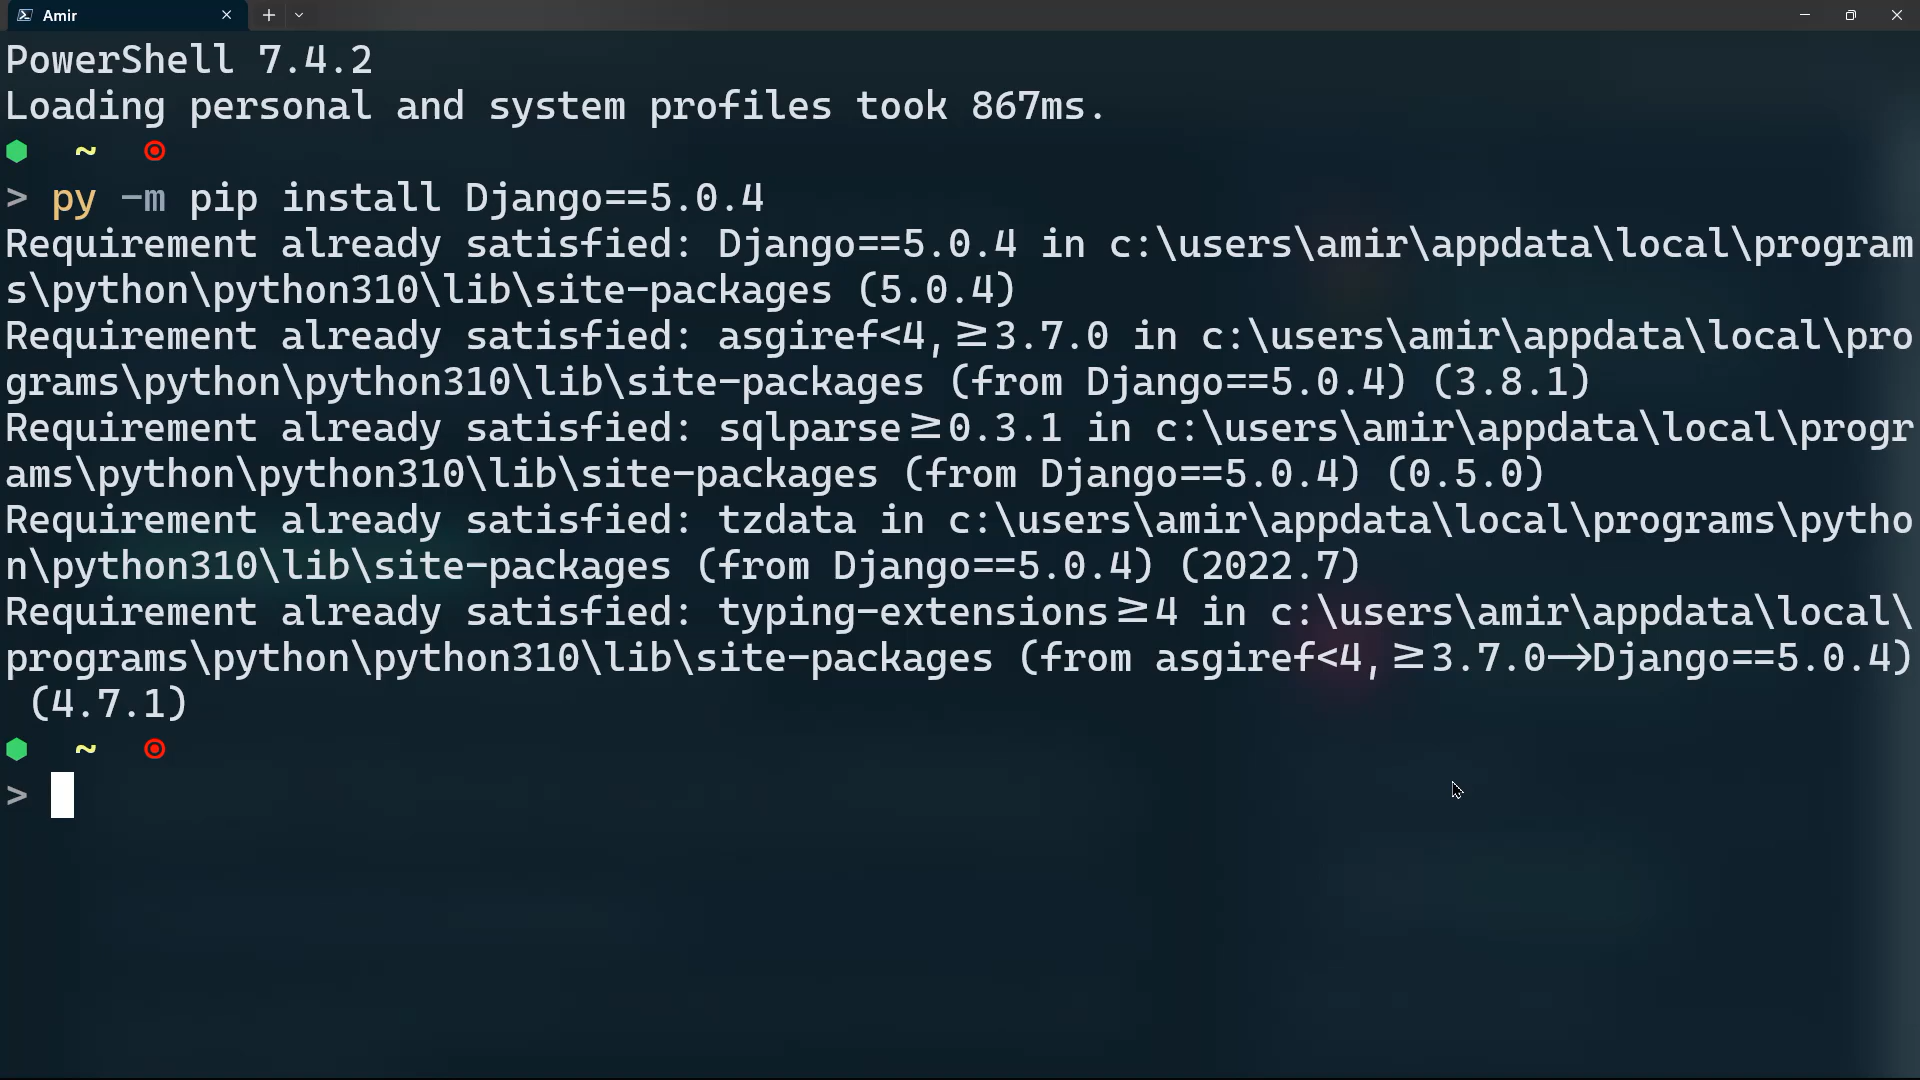 Amir
PowerShell 7.4.2
Loading personal and system profiles took 867ms.
~
> py -m pip install Django==5.0.4
Requirement already satisfied: Django==5.0.4 in c:\users\amir\appdata\local\program
s\python\python310\lib\site-packages (5.0.4)
Requirement already satisfied: asgiref<4,≥3.7.0 in c:\users\amir\appdata\local\pro
grams\python\python310\lib\site-packages (from Django==5.0.4) (3.8.1)
Requirement already satisfied: sqlparse≥0.3.1 in c:\users\amir\appdata\local\progr
ams\python\python310\lib\site-packages (from Django==5.0.4) (0.5.0)
Requirement already satisfied: tzdata in c:\users\amir\appdata\local\programs\pytho
n\python310\lib\site-packages (from Django==5.0.4) (2022.7)
Requirement already satisfied: typing-extensions≥4 in c:\users\amir\appdata\local\
programs\python\python310\lib\site-packages (from asgiref<4,≥3.7.0→Django==5.0.4)
(4.7.1)
~
>